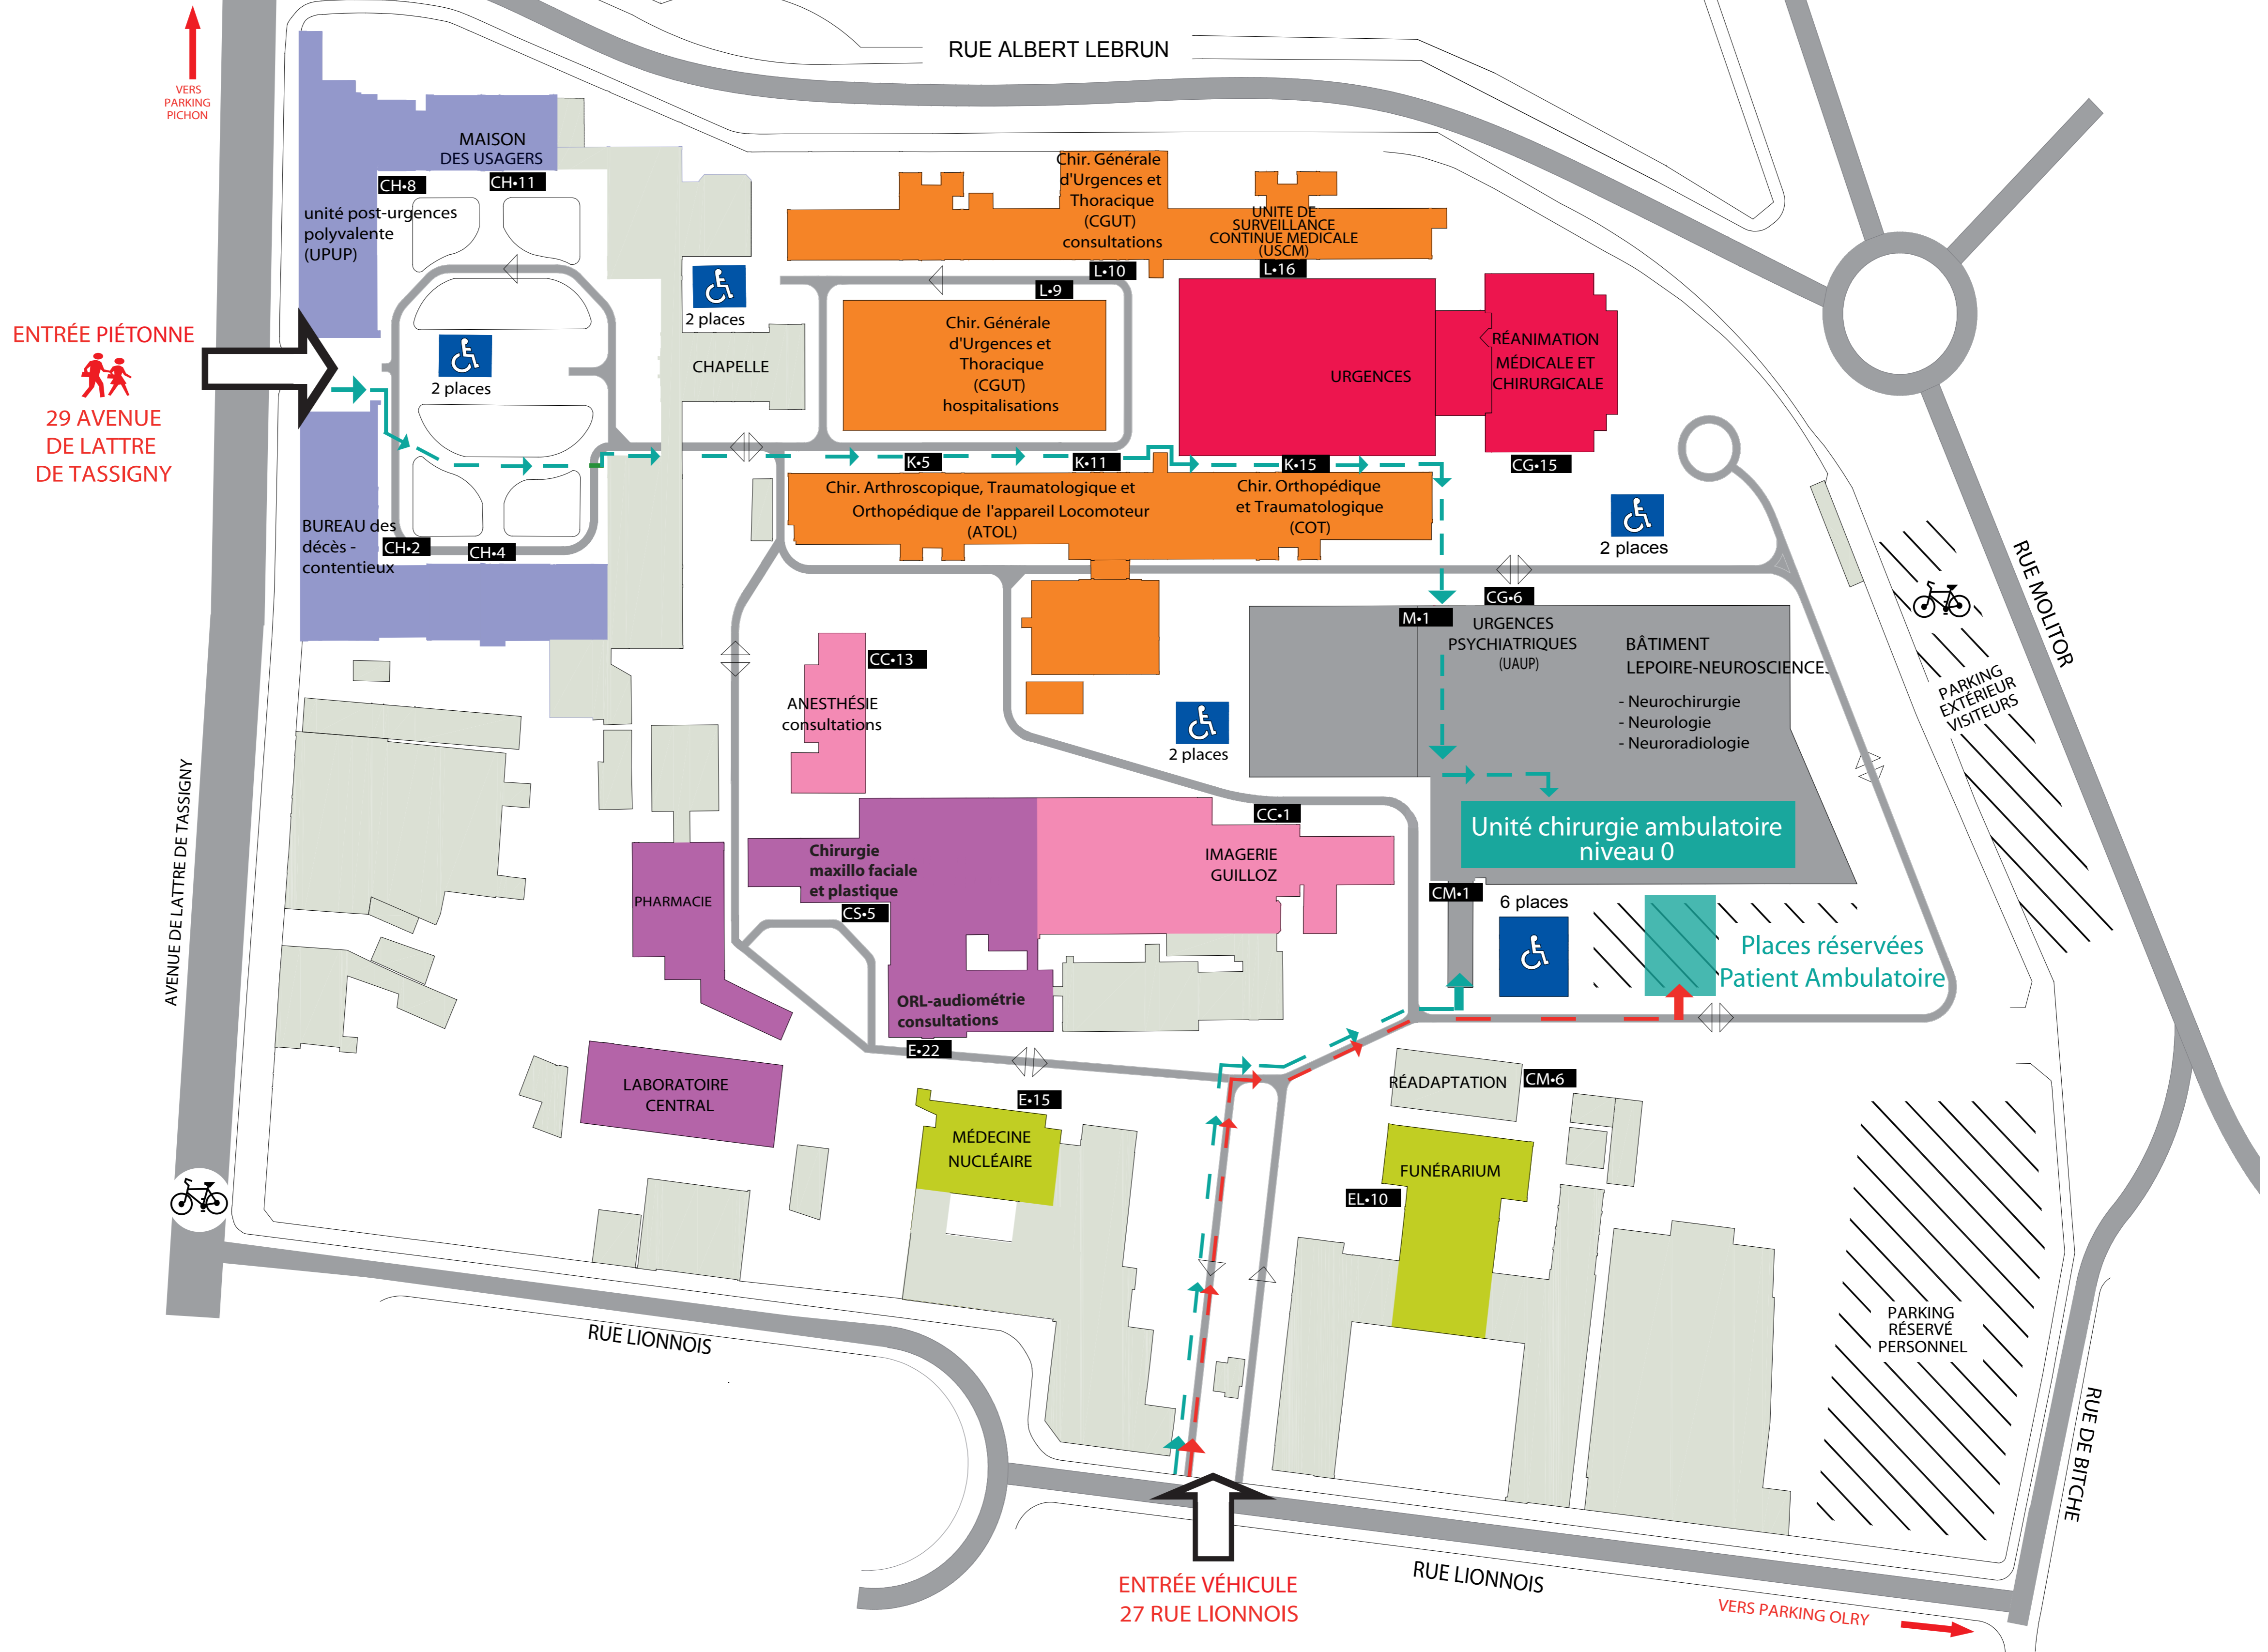 RUE ALBERT LEBRUN
VERS
PARKING
PICHON
MAISON
DES USAGERS
CH•8
CH•11
unité post-urgences
polyvalente
(UPUP)
Chir. Générale
d'Urgences et
Thoracique
(CGUT)
consultations
UNITE DE
SURVEILLANCE
CONTINUE MEDICALE
(USCM)
L•10
L•16
L•9
2 places
ENTRÉE PIÉTONNE
29 AVENUE
DE LATTRE
DE TASSIGNY
2 places
CHAPELLE
Chir. Générale
d'Urgences et
Thoracique
(CGUT)
hospitalisations
URGENCES
RÉANIMATION
MÉDICALE ET
CHIRURGICALE
K•5
K•11
K•15
CG•15
Chir. Arthroscopique, Traumatologique et
Orthopédique de l'appareil Locomoteur
(ATOL)
Chir. Orthopédique
et Traumatologique
(COT)
2 places
BUREAU des
décès -
contentieux
CH•2
CH•4
RUE MOLITOR
CG•6
M•1
URGENCES
PSYCHIATRIQUES
(UAUP)
BÂTIMENT
LEPOIRE-NEUROSCIENCES
- Neurochirurgie
- Neurologie
- Neuroradiologie
PARKING
EXTÉRIEUR
VISITEURS
CC•13
ANESTHÉSIE
consultations
2 places
AVENUE DE LATTRE DE TASSIGNY
CC•1
Unité chirurgie ambulatoire
niveau 0
Chirurgie
maxillo faciale
et plastique
IMAGERIE
GUILLOZ
PHARMACIE
CS•5
CM•1
6 places
Places réservées
Patient Ambulatoire
ORL-audiométrie
consultations
E•22
LABORATOIRE
CENTRAL
E•15
RÉADAPTATION
CM•6
MÉDECINE
NUCLÉAIRE
FUNÉRARIUM
EL•10
PARKING
RÉSERVÉ
PERSONNEL
RUE LIONNOIS
RUE DE BITCHE
ENTRÉE VÉHICULE
27 RUE LIONNOIS
RUE LIONNOIS
VERS PARKING OLRY